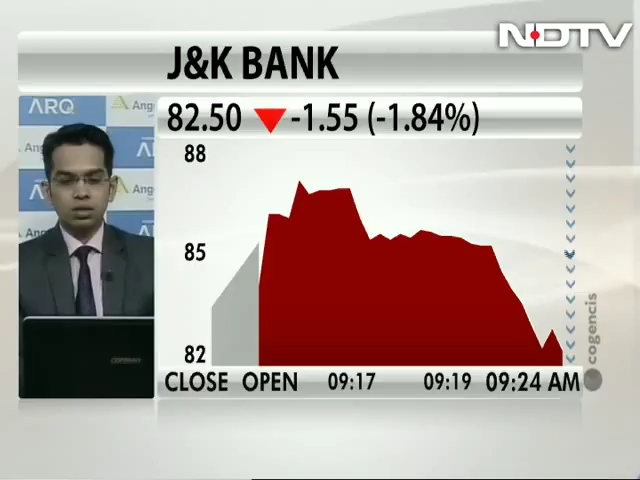 NDTV
J&K BANK
82.50 -1.55 (-1.84%)
ARQ Ange
88
85
82
CLOSE OPEN 09:17 09:19 09:24 AM
cogencis